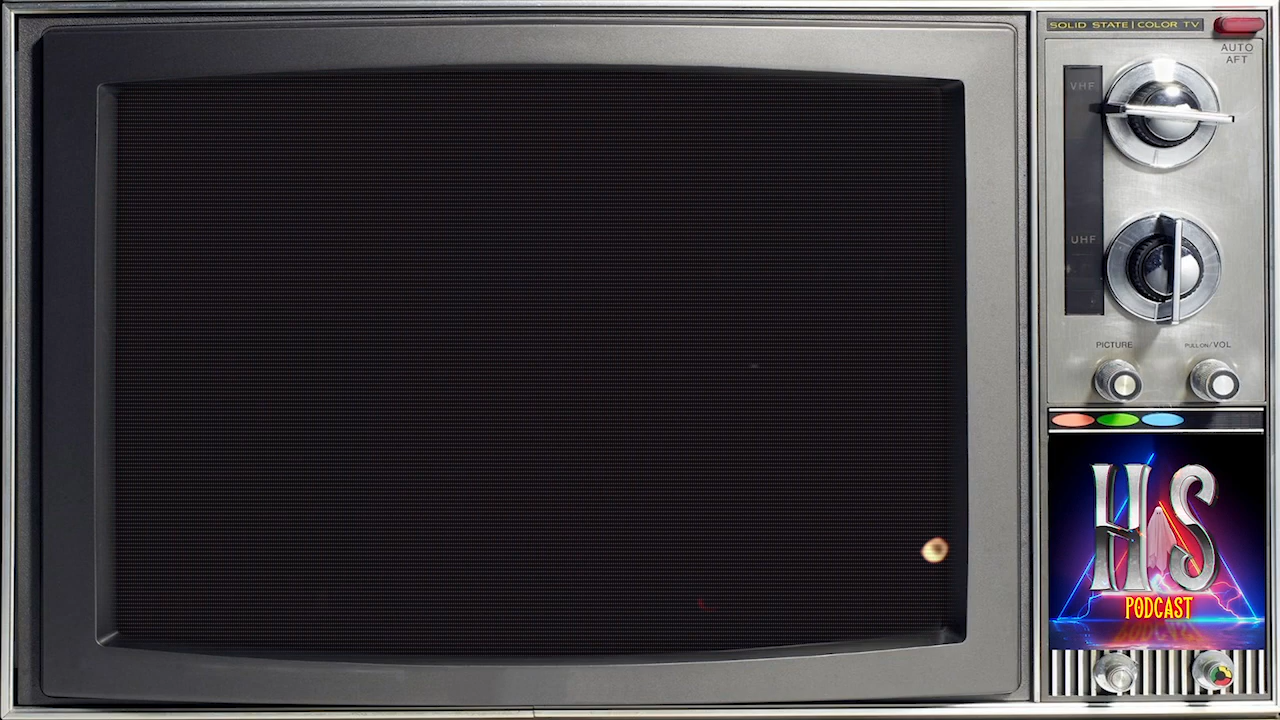 SOLID STATE | COLOR TV
AUTO
AFT
VHF
UHF
PICTURE
PULL ON/VOL
HS
PODCAST